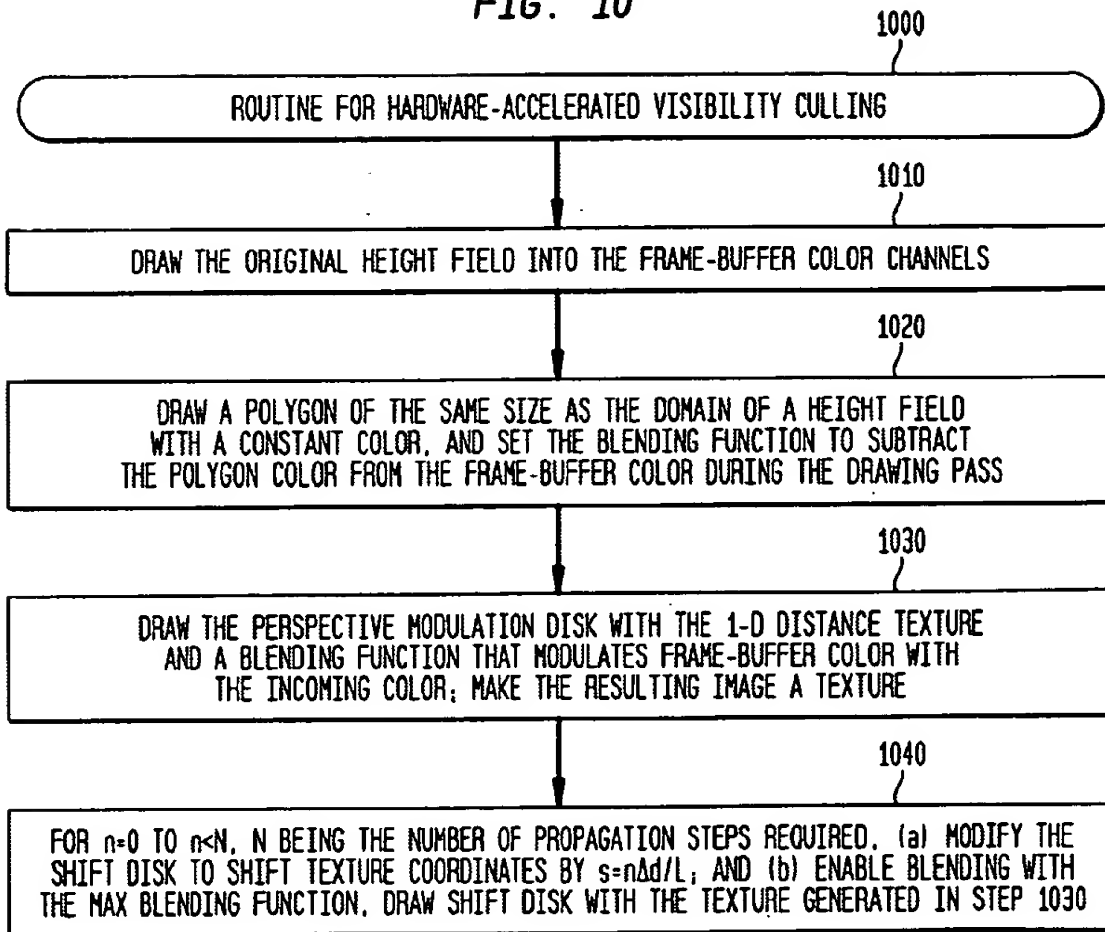 FIG. 10
1000
ROUTINE FOR HARDWARE-ACCELERATED VISIBILITY CULLING
1010
DRAW THE ORIGINAL HEIGHT FIELD INTO THE FRAME-BUFFER COLOR CHANNELS
1020
DRAW A POLYGON OF THE SAME SIZE AS THE DOMAIN OF A HEIGHT FIELD
WITH A CONSTANT COLOR, AND SET THE BLENDING FUNCTION TO SUBTRACT
THE POLYGON COLOR FROM THE FRAME-BUFFER COLOR DURING THE DRAWING PASS
1030
DRAW THE PERSPECTIVE MODULATION DISK WITH THE 1-D DISTANCE TEXTURE
AND A BLENDING FUNCTION THAT MODULATES FRAME-BUFFER COLOR WITH
THE INCOMING COLOR; MAKE THE RESULTING IMAGE A TEXTURE
1040
FOR n=0 TO n<N, N BEING THE NUMBER OF PROPAGATION STEPS REQUIRED, (a) MODIFY THE
SHIFT DISK TO SHIFT TEXTURE COORDINATES BY s=nΔd/L; AND (b) ENABLE BLENDING WITH
THE MAX BLENDING FUNCTION, DRAW SHIFT DISK WITH THE TEXTURE GENERATED IN STEP 1030